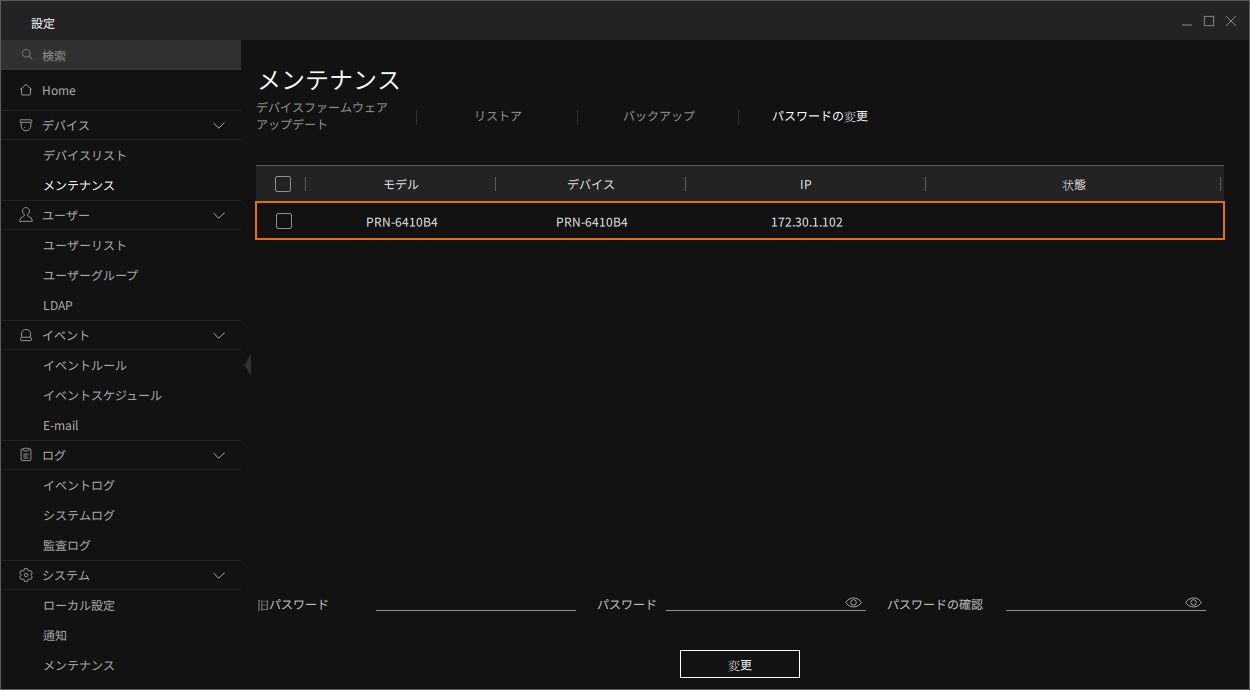 設定
検索
Home
デバイス
デバイスリスト
メンテナンス
ユーザー
ユーザーリスト
ユーザーグループ
LDAP
イベント
イベントルール
イベントスケジュール
E-mail
ログ
イベントログ
システムログ
監査ログ
システム
ローカル設定
通知
メンテナンス
メンテナンス
デバイスファームウェア
アップデート
リストア
バックアップ
パスワードの変更
モデル デバイス IP 状態
PRN-6410B4 PRN-6410B4 172.30.1.102
旧パスワード パスワード パスワードの確認
変更